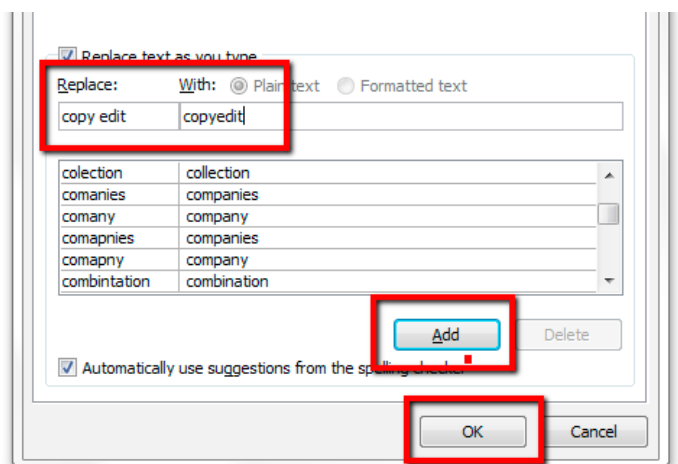 Replace text as you type
Replace: With: Plain text Formatted text
copy edit copyedit
colection collection
comanies companies
comany company
comapnies companies
comapny company
combintation combination
Add Delete
Automatically use suggestions from the spelling checker
OK Cancel